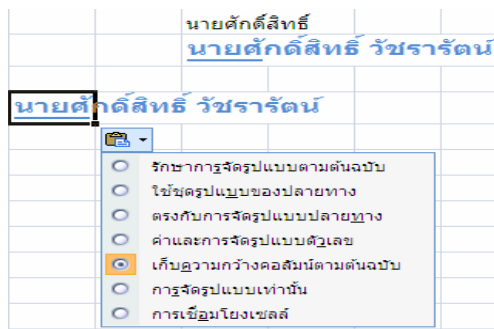 นายศักดิ์สิทธิ์
นายศักดิ์สิทธิ์ วัชรารัตน์
นายศักดิ์สิทธิ์ วัชรารัตน์
รักษาการจัดรูปแบบตามต้นฉบับ
ใช้ชุดรูปแบบของปลายทาง
ตรงกับการจัดรูปแบบปลายทาง
ค่าและการจัดรูปแบบตัวเลข
เก็บความกว้างคอลัมน์ตามต้นฉบับ
การจัดรูปแบบเท่านั้น
การเชื่อมโยงเซลล์